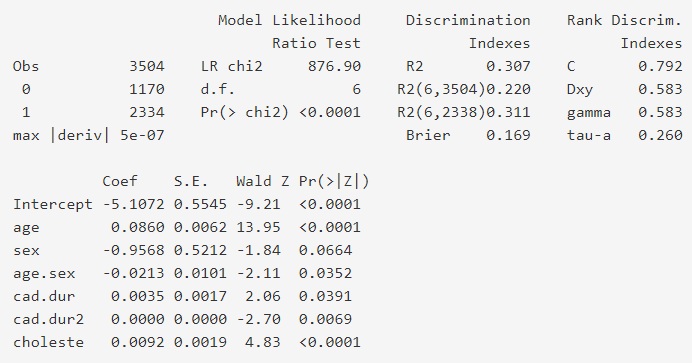 Model Likelihood       Discrimination    Rank Discrim.
                             Ratio Test              Indexes          Indexes
Obs          3504    LR chi2     876.90      R2        0.307    C       0.792
 0           1170    d.f.             6     R2(6,3504)0.220    Dxy     0.583
 1           2334    Pr(> chi2) <0.0001     R2(6,2338)0.311    gamma   0.583
max |deriv| 5e-07                            Brier     0.169    tau-a   0.260

          Coef    S.E.   Wald Z Pr(>|Z|)
Intercept -5.1072 0.5545 -9.21  <0.0001
age        0.0860 0.0062 13.95  <0.0001
sex       -0.9568 0.5212 -1.84  0.0664
age.sex   -0.0213 0.0101 -2.11  0.0352
cad.dur    0.0035 0.0017  2.06  0.0391
cad.dur2   0.0000 0.0000 -2.70  0.0069
choleste   0.0092 0.0019  4.83  <0.0001